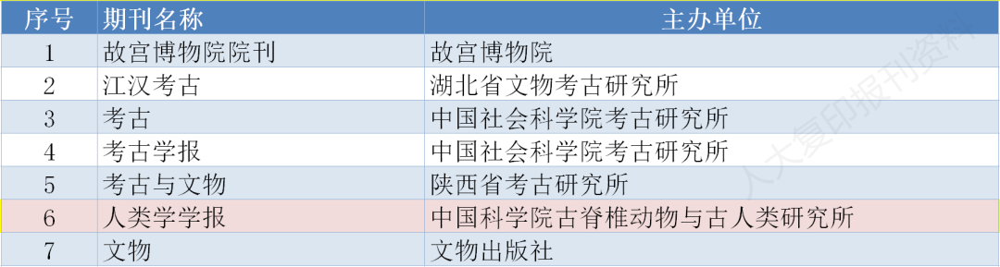 序号 期刊名称 主办单位
1 故宫博物院院刊 故宫博物院
2 江汉考古 湖北省文物考古研究所
3 考古 中国社会科学院考古研究所
4 考古学报 中国社会科学院考古研究所
5 考古与文物 陕西省考古研究所
6 人类学学报 中国科学院古脊椎动物与古人类研究所
7 文物 文物出版社
人大复印报刊资料